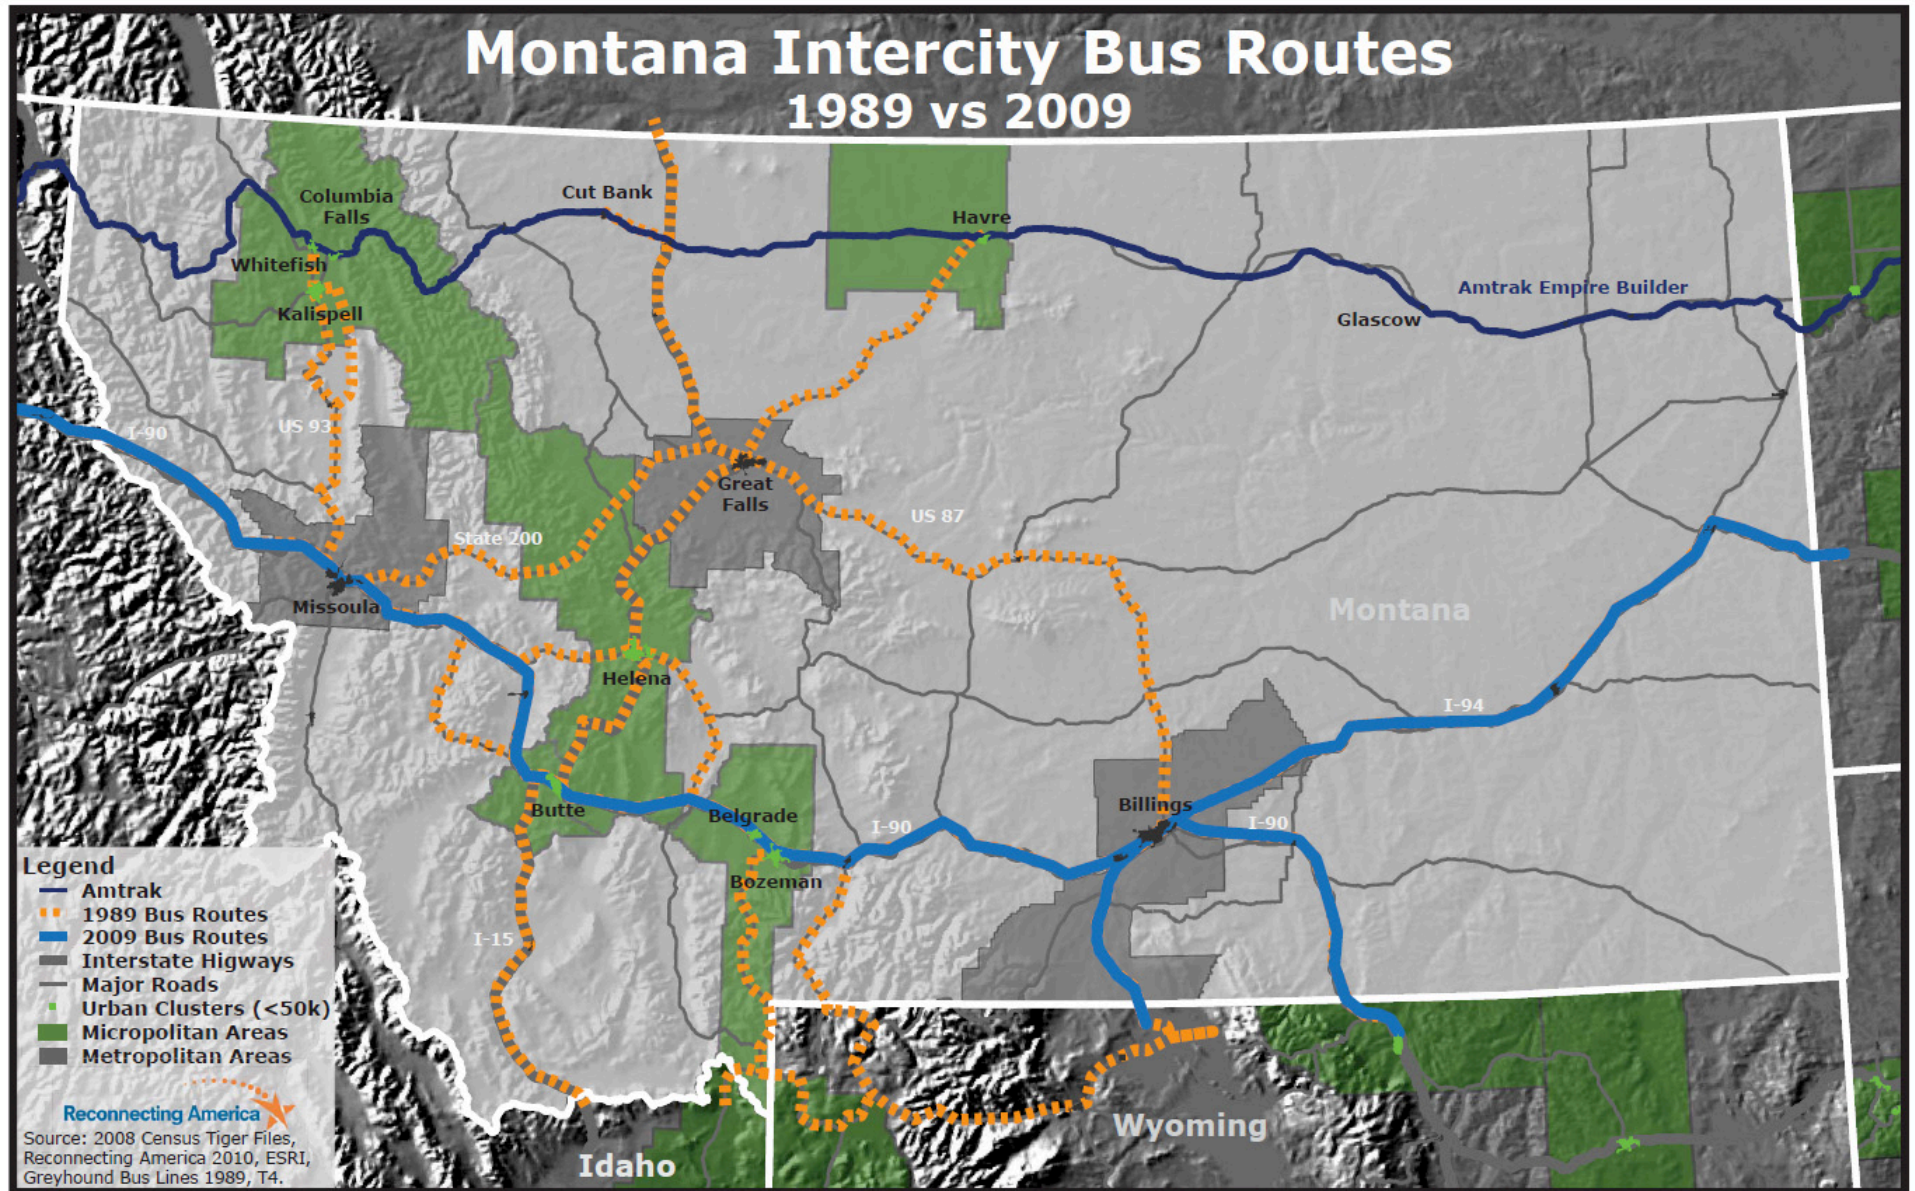 Montana Intercity Bus Routes
1989 vs 2009
Columbia
Falls
Cut Bank
Havre
Whitefish
Kalispell
Amtrak Empire Builder
Glascow
I-90
US 93
Great
Falls
US 87
State 200
Missoula
Montana
Helena
I-94
Butte
Belgrade
I-90
Billings
I-90
Bozeman
I-15
Legend
Amtrak
1989 Bus Routes
2009 Bus Routes
Interstate Higways
Major Roads
Urban Clusters (<50k)
Micropolitan Areas
Metropolitan Areas
Reconnecting America
Source: 2008 Census Tiger Files,
Reconnecting America 2010, ESRI,
Greyhound Bus Lines 1989, T4.
Wyoming
Idaho